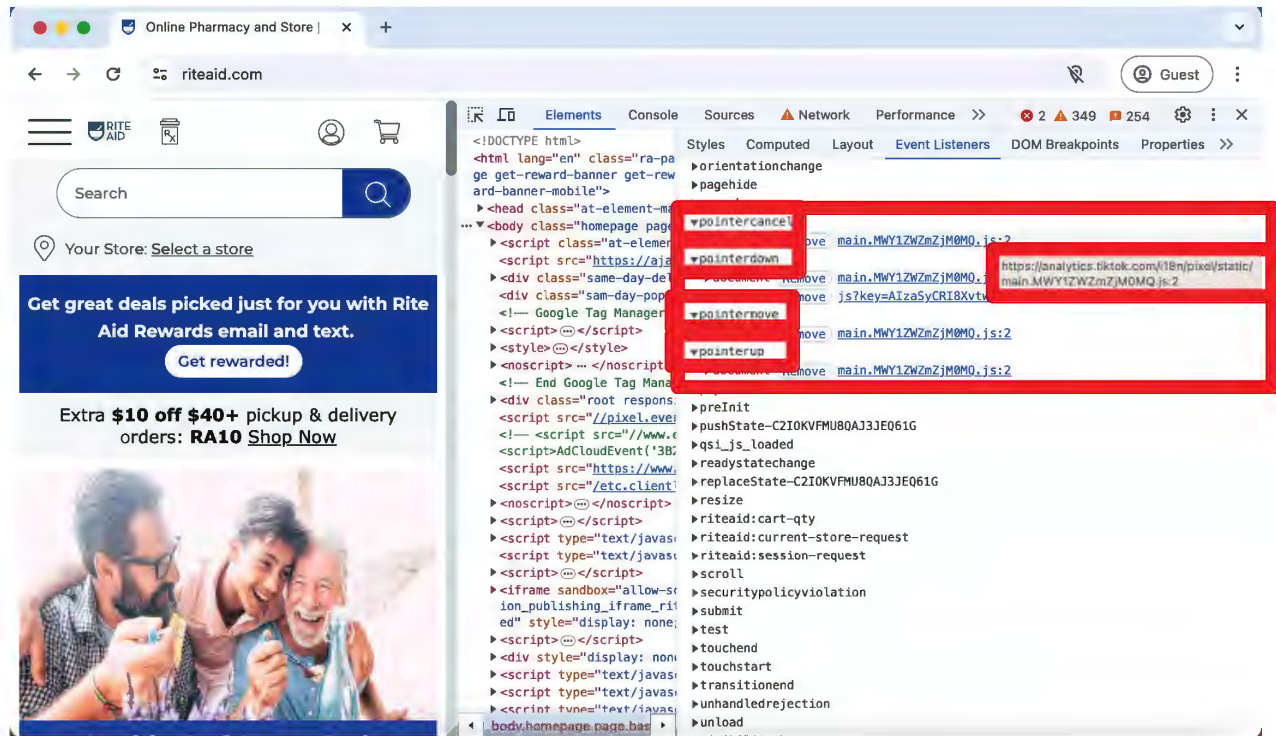 Online Pharmacy and Store |
riteaid.com
Guest
RITE AID
Rx
Search
Your Store: Select a store
Get great deals picked just for you with Rite
Aid Rewards email and text.
Get rewarded!
Extra $10 off $40+ pickup & delivery
orders: RA10 Shop Now
Elements Console Sources Network Performance 2 349 254
<!DOCTYPE html>
<html lang="en" class="ra-pa
ge get-reward-banner get-rew
ard-banner-mobile">
<head class="at-element-ma
<body class="homepage page
<script class="at-elemen
<script src="https://aja
<div class="same-day-del
<div class="sam-day-pop
<!-- Google Tag Manager
<script></script>
<style></style>
<noscript> … </noscript
<!-- End Google Tag Mana
<div class="root respons
<script src="//pixel.eve
<!-- <script src="//www.e
<script>AdCloudEvent('3B2
<script src="https://www.
<script src="/etc.client
<noscript></noscript>
<script></script>
<script type="text/javas
<script type="text/javas
<script></script>
<iframe sandbox="allow-s
ion_publishing_iframe_rit
ed" style="display: none;
<script></script>
<div style="display: non
<script type="text/javas
<script type="text/javas
<script type="text/javas
body.homepage.page.bas
Styles Computed Layout Event Listeners DOM Breakpoints Properties
orientationchange
pagehide
pointercancel
main.MWY1ZWZmZjM0MQ.js:2
pointerdown
https://analytics.tiktok.com/i18n/pixel/static/
main.MWY1ZWZmZjM0MQ.js:2
main.MWY1ZWZmZjM0MQ.j
js?key=AIzaSyCRI8Xvtw
pointermove
main.MWY1ZWZmZjM0MQ.js:2
pointerup
main.MWY1ZWZmZjM0MQ.js:2
preInit
pushState-C2IOKVFMU8QAJ3JEQ61G
qsi_js_loaded
readystatechange
replaceState-C2IOKVFMU8QAJ3JEQ61G
resize
riteaid:cart-qty
riteaid:current-store-request
riteaid:session-request
scroll
securitypolicyviolation
submit
test
touchend
touchstart
transitionend
unhandledrejection
unload